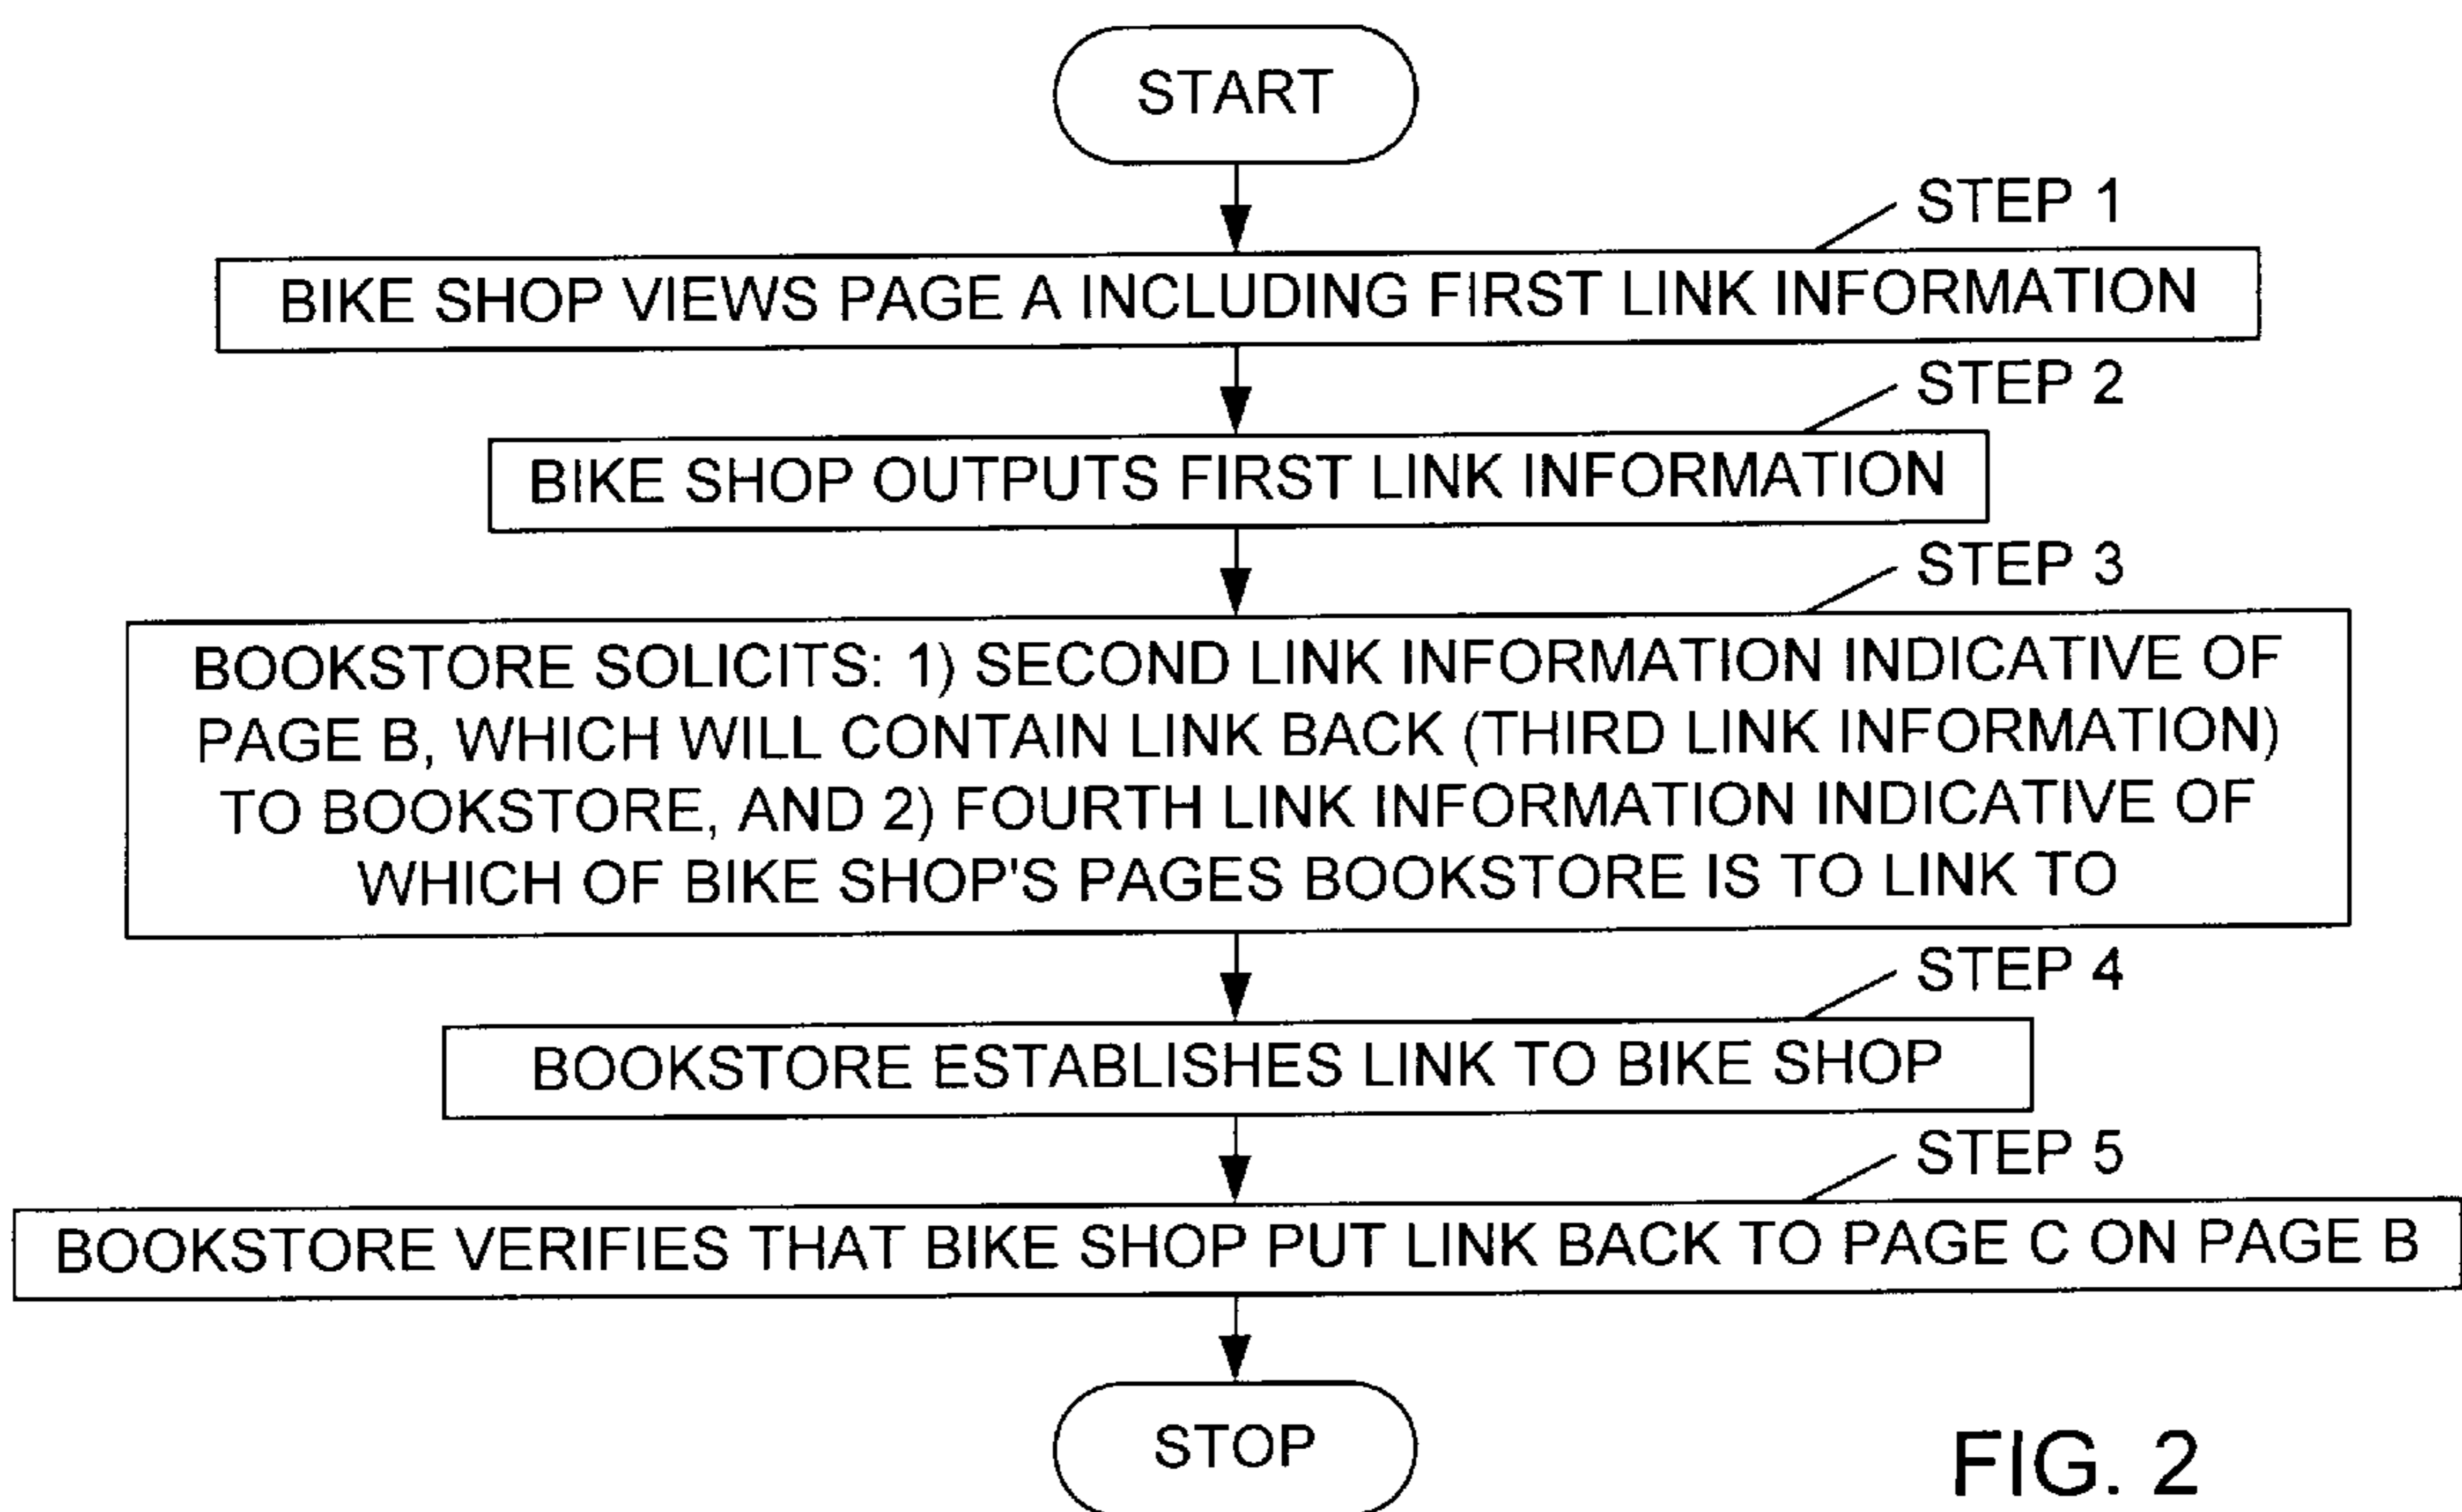 START
STEP 1
BIKE SHOP VIEWS PAGE A INCLUDING FIRST LINK INFORMATION
STEP 2
BIKE SHOP OUTPUTS FIRST LINK INFORMATION
STEP 3
BOOKSTORE SOLICITS: 1) SECOND LINK INFORMATION INDICATIVE OF
PAGE B, WHICH WILL CONTAIN LINK BACK (THIRD LINK INFORMATION)
TO BOOKSTORE, AND 2) FOURTH LINK INFORMATION INDICATIVE OF
WHICH OF BIKE SHOP'S PAGES BOOKSTORE IS TO LINK TO
STEP 4
BOOKSTORE ESTABLISHES LINK TO BIKE SHOP
STEP 5
BOOKSTORE VERIFIES THAT BIKE SHOP PUT LINK BACK TO PAGE C ON PAGE B
STOP
FIG. 2